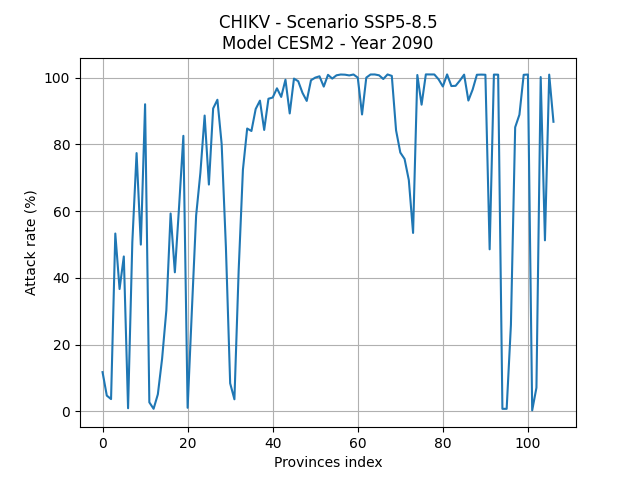 CHIKV - Scenario SSP5-8.5
Model CESM2 - Year 2090
Attack rate (%)
100
80
60
40
20
0
0 20 40 60 80 100
Provinces index